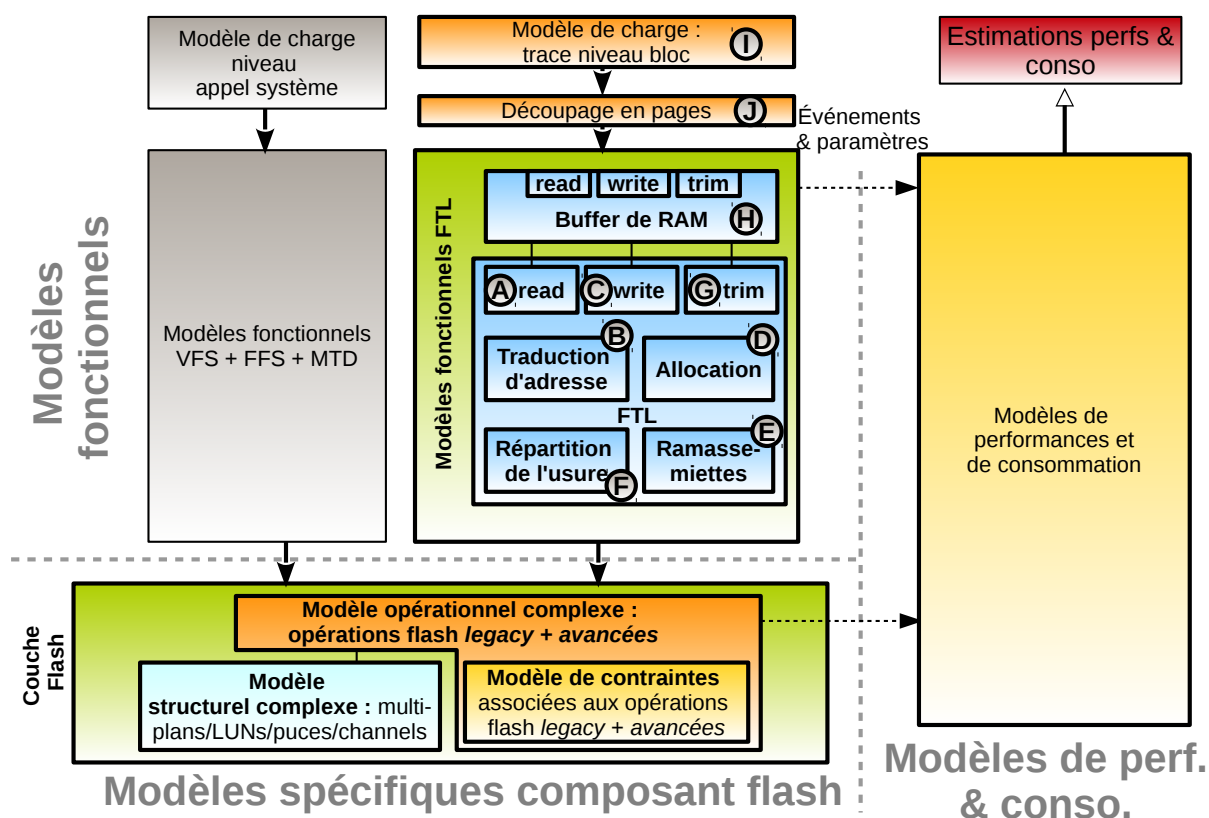 Modèle de charge
niveau
appel système
Modèle de charge :
trace niveau bloc
I
Estimations perfs &
conso
Découpage en pages
J
Événements
& paramètres
Modèles
fonctionnels
Modèles fonctionnels
VFS + FFS + MTD
Modèles fonctionnels FTL
read
write
trim
Buffer de RAM
H
A
read
C
write
G
trim
B
Traduction
d'adresse
D
Allocation
FTL
Répartition
de l'usure
F
E
Ramasse-
miettes
Modèles de
performances et
de consommation
Couche
Flash
Modèle opérationnel complexe :
opérations flash legacy + avancées
Modèle
structurel complexe : multi-
plans/LUNs/puces/channels
Modèle de contraintes
associées aux opérations
flash legacy + avancées
Modèles spécifiques composant flash
Modèles de perf.
& conso.